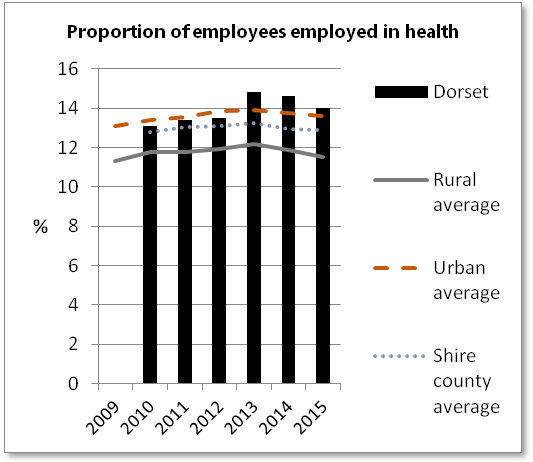 Proportion of employees employed in health
16
14
12
10
8
6
4
2
0
%
2009
2010
2011
2012
2013
2014
2015
Dorset
Rural
average
Urban
average
Shire
county
average